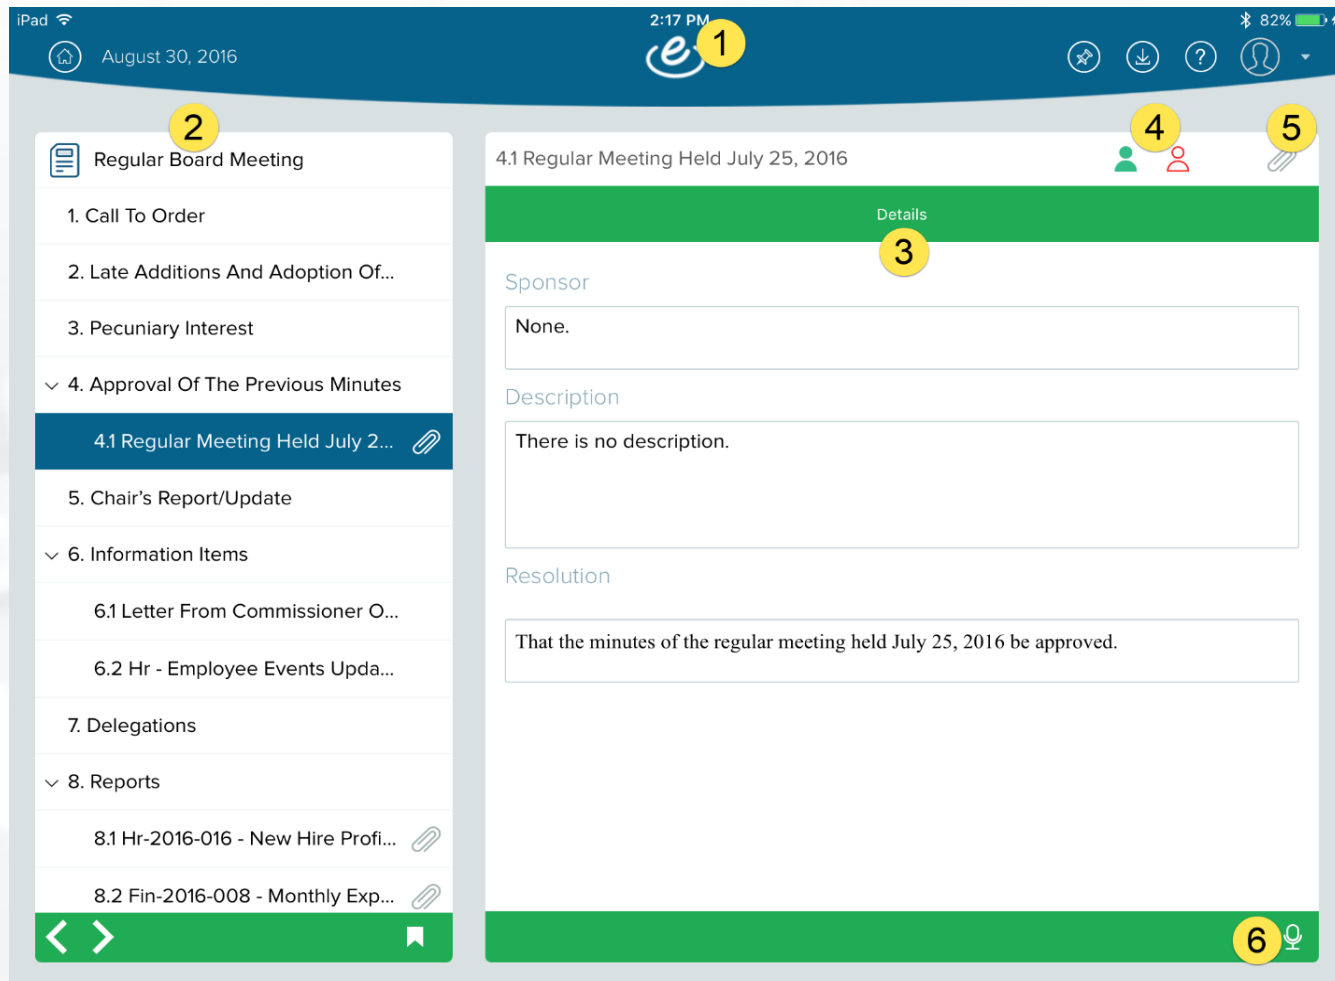 iPad 2:17 PM 82%
August 30, 2016 e 1 ?
2
Regular Board Meeting
1. Call To Order
2. Late Additions And Adoption Of...
3. Pecuniary Interest
4. Approval Of The Previous Minutes
4.1 Regular Meeting Held July 2...
5. Chair's Report/Update
6. Information Items
6.1 Letter From Commissioner O...
6.2 Hr - Employee Events Upda...
7. Delegations
8. Reports
8.1 Hr-2016-016 - New Hire Profi...
8.2 Fin-2016-008 - Monthly Exp...
4 5
4.1 Regular Meeting Held July 25, 2016
Details
3
Sponsor
None.
Description
There is no description.
Resolution
That the minutes of the regular meeting held July 25, 2016 be approved.
6